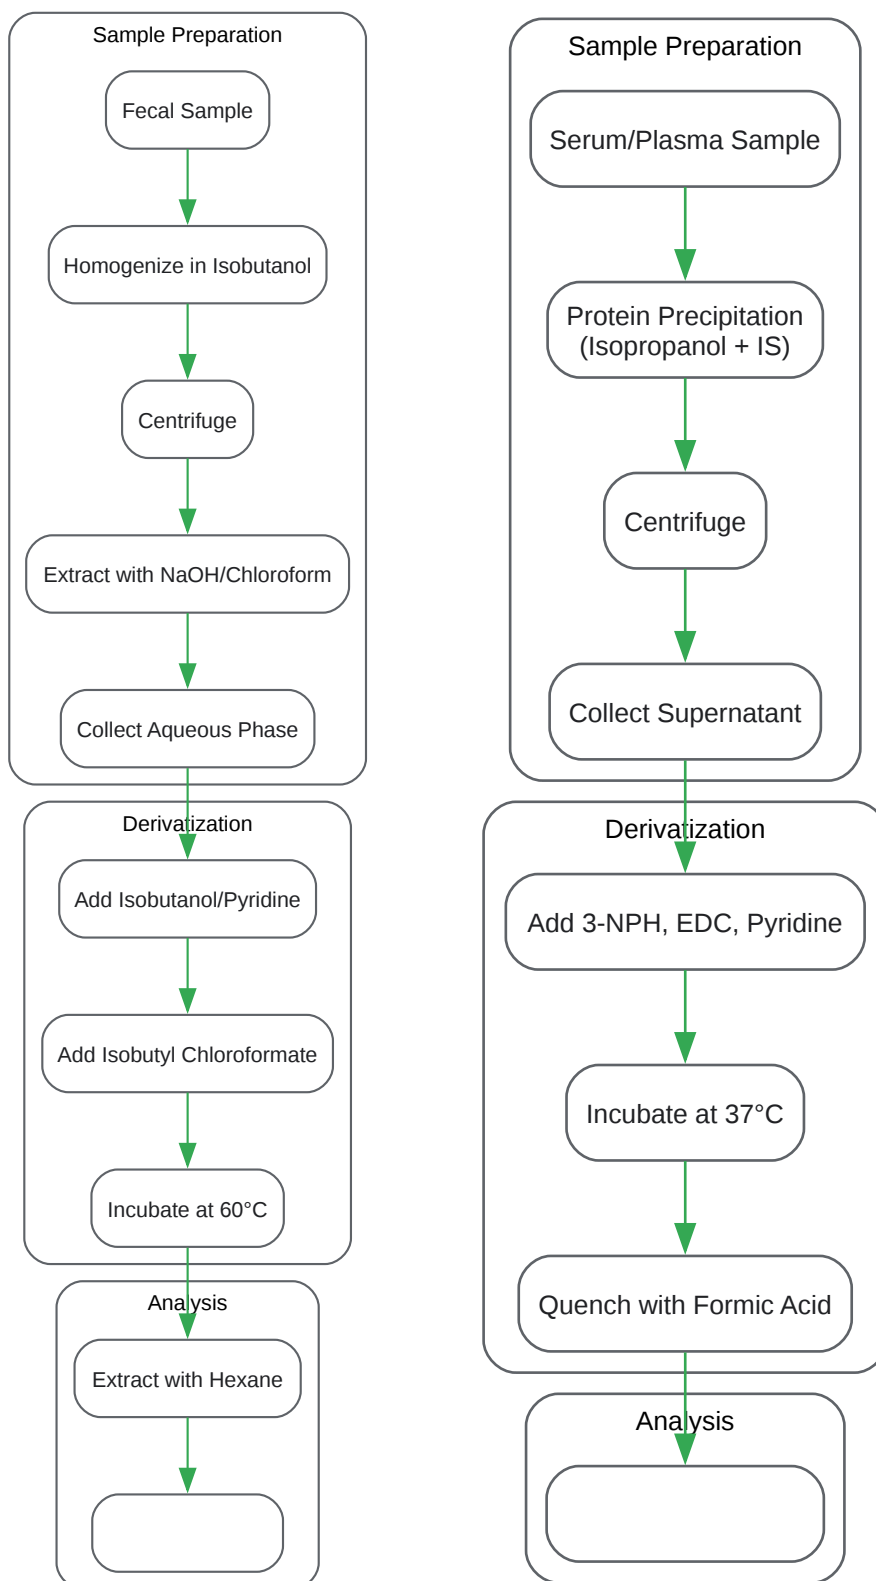 Sample Preparation
Fecal Sample
Homogenize in Isobutanol
Centrifuge
Extract with NaOH/Chloroform
Collect Aqueous Phase
Derivatization
Add Isobutanol/Pyridine
Add Isobutyl Chloroformate
Incubate at 60°C
Analysis
Extract with Hexane
Sample Preparation
Serum/Plasma Sample
Protein Precipitation
(Isopropanol + IS)
Centrifuge
Collect Supernatant
Derivatization
Add 3-NPH, EDC, Pyridine
Incubate at 37°C
Quench with Formic Acid
Analysis